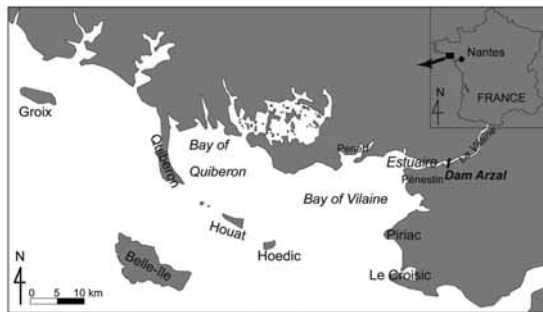 Nantes
FRANCE
N
Groix
Quiberon
Bay of
Quiberon
Penerf
Estuaire
La Vilaine
Dam Arzal
Pénestin
Bay of Vilaine
Houat
Hoedic
Piriac
Belle-Ile
Le Croisic
N
0 5 10 km